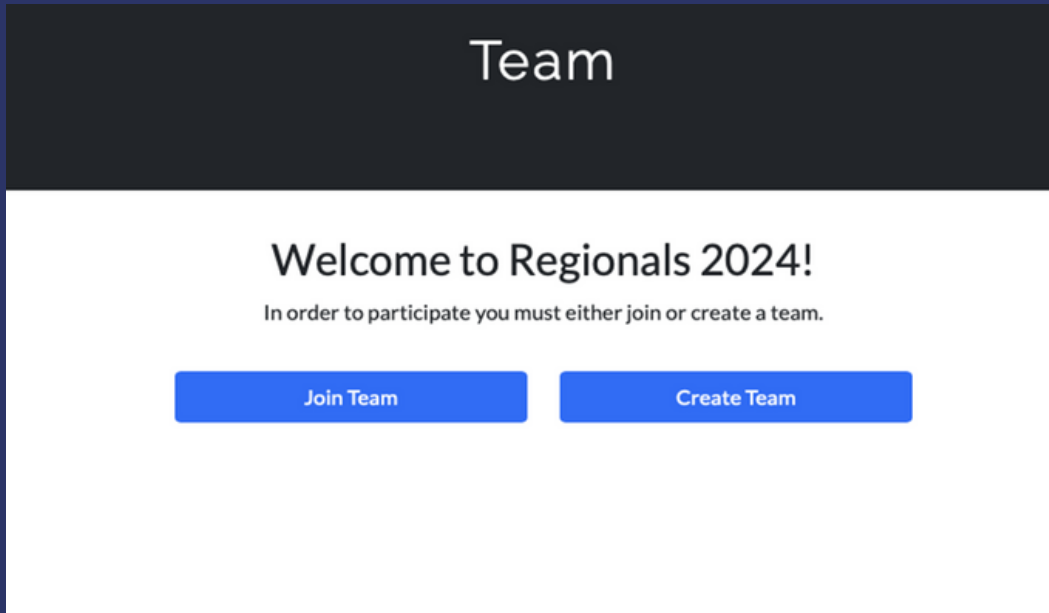 Team
Welcome to Regionals 2024!
In order to participate you must either join or create a team.
Join Team
Create Team